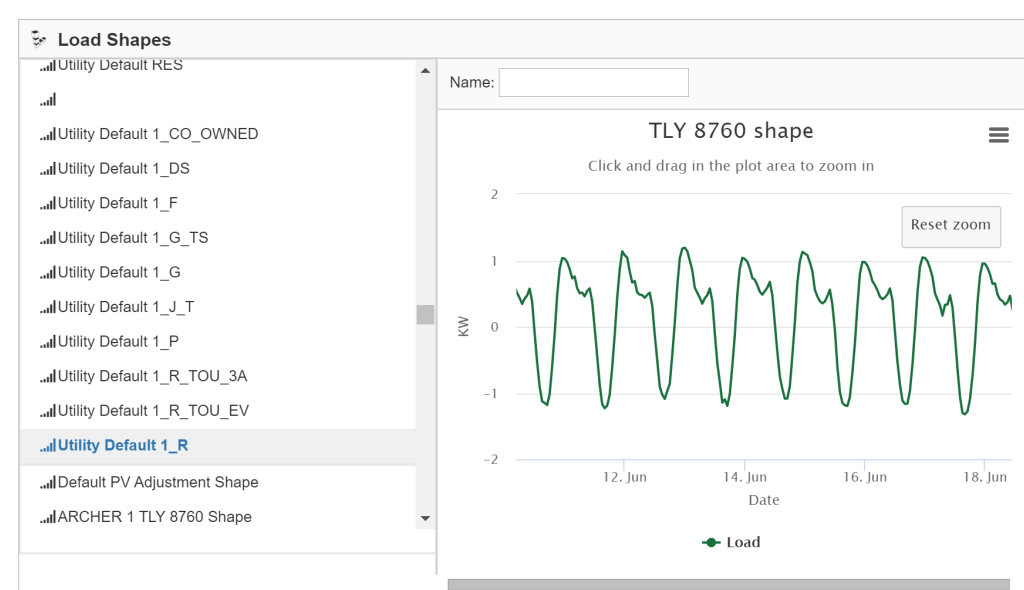 Load Shapes
Utility Default RES
Utility Default 1_CO_OWNED
Utility Default 1_DS
Utility Default 1_F
Utility Default 1_G_TS
Utility Default 1_G
Utility Default 1_J_T
Utility Default 1_P
Utility Default 1_R_TOU_3A
Utility Default 1_R_TOU_EV
Utility Default 1_R
Default PV Adjustment Shape
ARCHER 1 TLY 8760 Shape
Name:
TLY 8760 shape
Click and drag in the plot area to zoom in
Reset zoom
2
1
0
−1
−2
KW
12. Jun 14. Jun 16. Jun 18. Jun
Date
Load